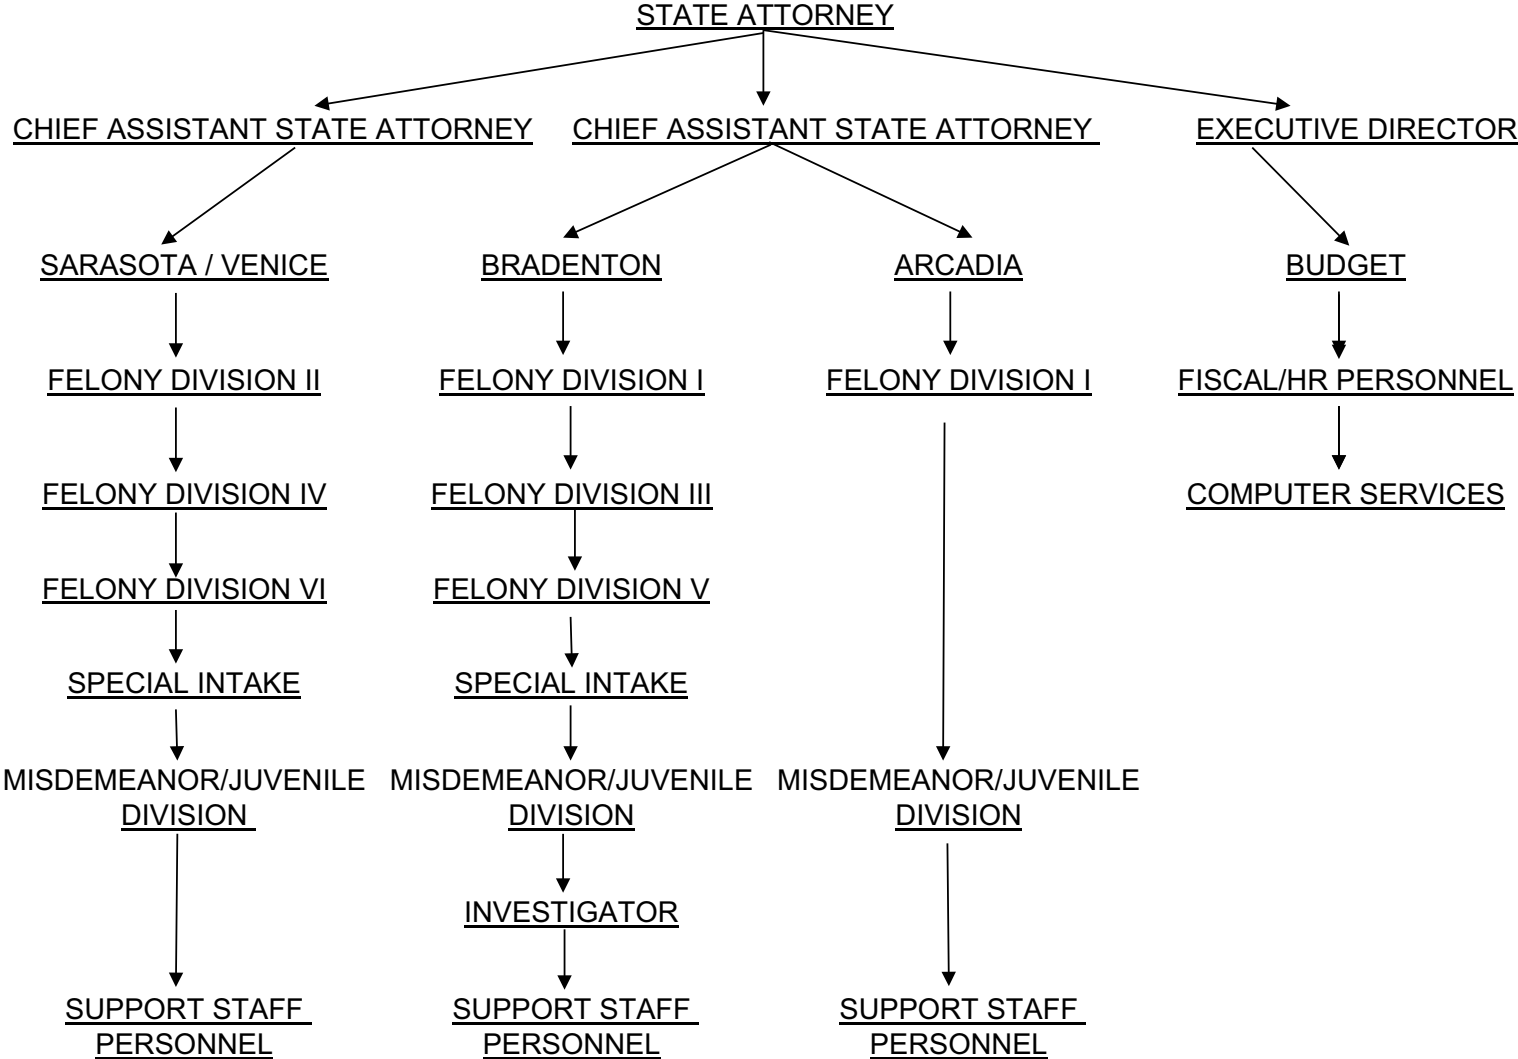 STATE ATTORNEY
CHIEF ASSISTANT STATE ATTORNEY
CHIEF ASSISTANT STATE ATTORNEY
EXECUTIVE DIRECTOR
SARASOTA / VENICE
BRADENTON
ARCADIA
BUDGET
FELONY DIVISION II
FELONY DIVISION I
FELONY DIVISION I
FISCAL/HR PERSONNEL
FELONY DIVISION IV
FELONY DIVISION III
COMPUTER SERVICES
FELONY DIVISION VI
FELONY DIVISION V
SPECIAL INTAKE
SPECIAL INTAKE
MISDEMEANOR/JUVENILE
DIVISION
MISDEMEANOR/JUVENILE
DIVISION
MISDEMEANOR/JUVENILE
DIVISION
INVESTIGATOR
SUPPORT STAFF
PERSONNEL
SUPPORT STAFF
PERSONNEL
SUPPORT STAFF
PERSONNEL